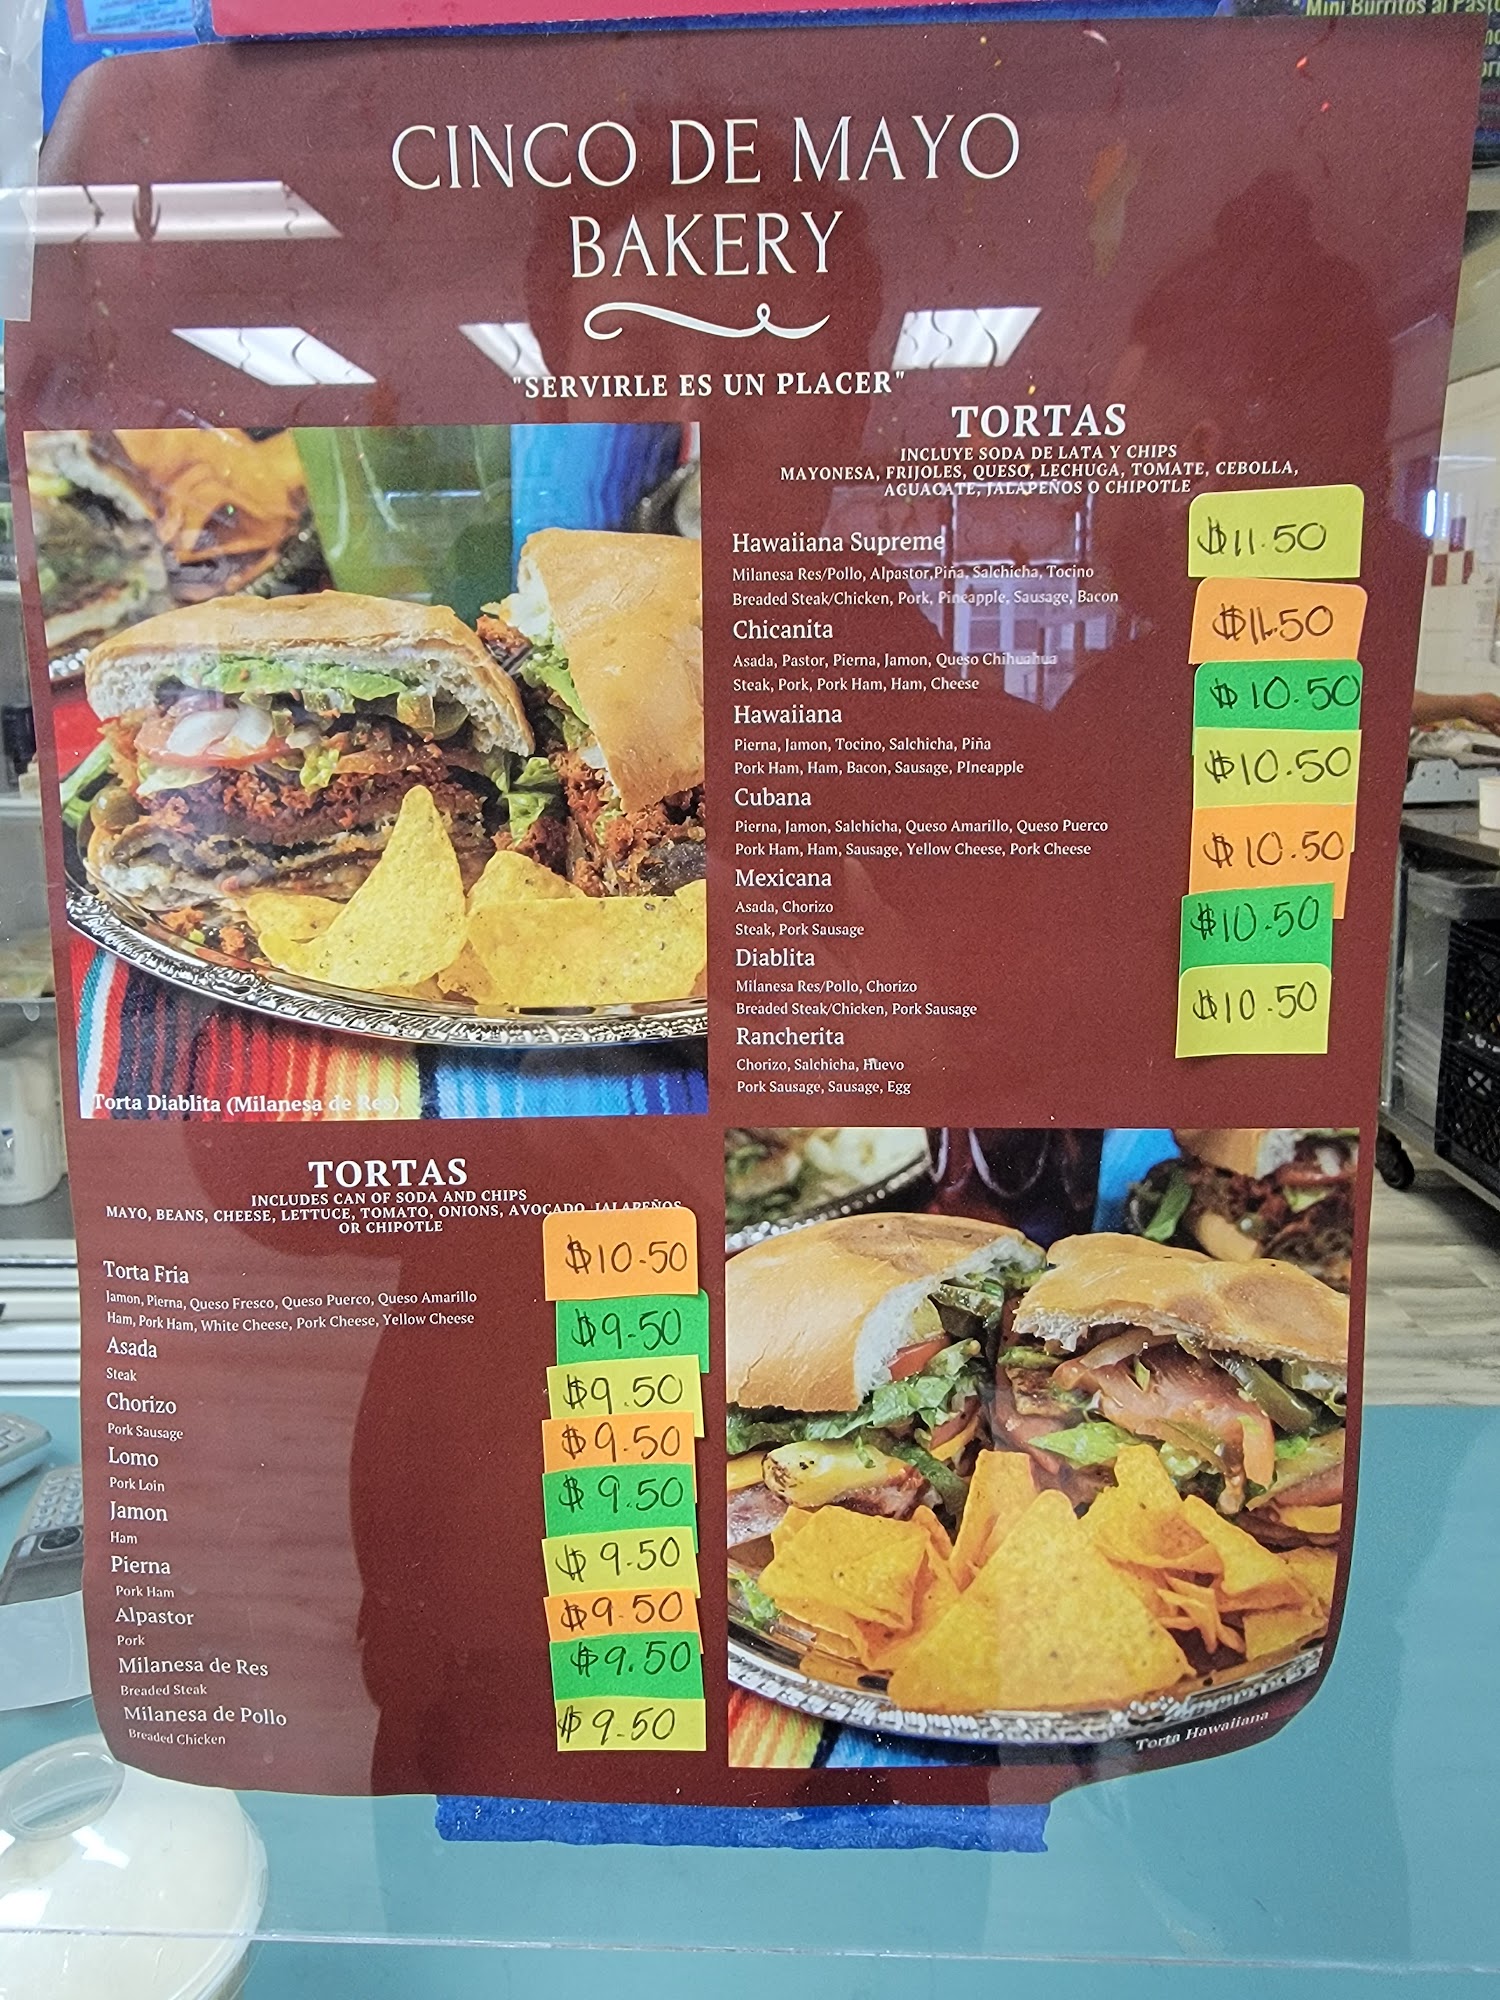 Mini Burritos al
CINCO DE MAYO
BAKERY
"SERVIRLE ES UN PLACER"
TORTAS
INCLUYE SODA DE LATA Y CHIPS
MAYONESA, FRIJOLES, QUESO, LECHUGA, TOMATE, CEBOLLA,
AGUACATE, JALAPEÑOS O CHIPOTLE
Hawaiiana Supreme $11.50
Milanesa Res/Pollo, Alpastor,Piña, Salchicha, Tocino
Breaded Steak/Chicken, Pork, Pineapple, Sausage, Bacon
Chicanita $11.50
Asada, Pastor, Pierna, Jamon, Queso Chihuahua
Steak, Pork, Pork Ham, Ham, Cheese
Hawaiiana $10.50
Pierna, Jamon, Tocino, Salchicha, Piña
Pork Ham, Ham, Bacon, Sausage, PIneapple
Cubana $10.50
Pierna, Jamon, Salchicha, Queso Amarillo, Queso Puerco
Pork Ham, Ham, Sausage, Yellow Cheese, Pork Cheese
Mexicana $10.50
Asada, Chorizo
Steak, Pork Sausage
Diablita $10.50
Milanesa Res/Pollo, Chorizo
Breaded Steak/Chicken, Pork Sausage
Rancherita $10.50
Chorizo, Salchicha, Huevo
Pork Sausage, Sausage, Egg
Torta Diablita (Milanesa de Res)
TORTAS
INCLUDES CAN OF SODA AND CHIPS
MAYO, BEANS, CHEESE, LETTUCE, TOMATO, ONIONS, AVOCADO, JALAPEÑOS
OR CHIPOTLE
Torta Fria $10.50
Jamon, Pierna, Queso Fresco, Queso Puerco, Queso Amarillo
Ham, Pork Ham, White Cheese, Pork Cheese, Yellow Cheese
Asada $9.50
Steak
Chorizo $9.50
Pork Sausage
Lomo $9.50
Pork Loin
Jamon $9.50
Ham
Pierna $9.50
Pork Ham
Alpastor $9.50
Pork
Milanesa de Res $9.50
Breaded Steak
Milanesa de Pollo $9.50
Breaded Chicken
Torta Hawaiiana